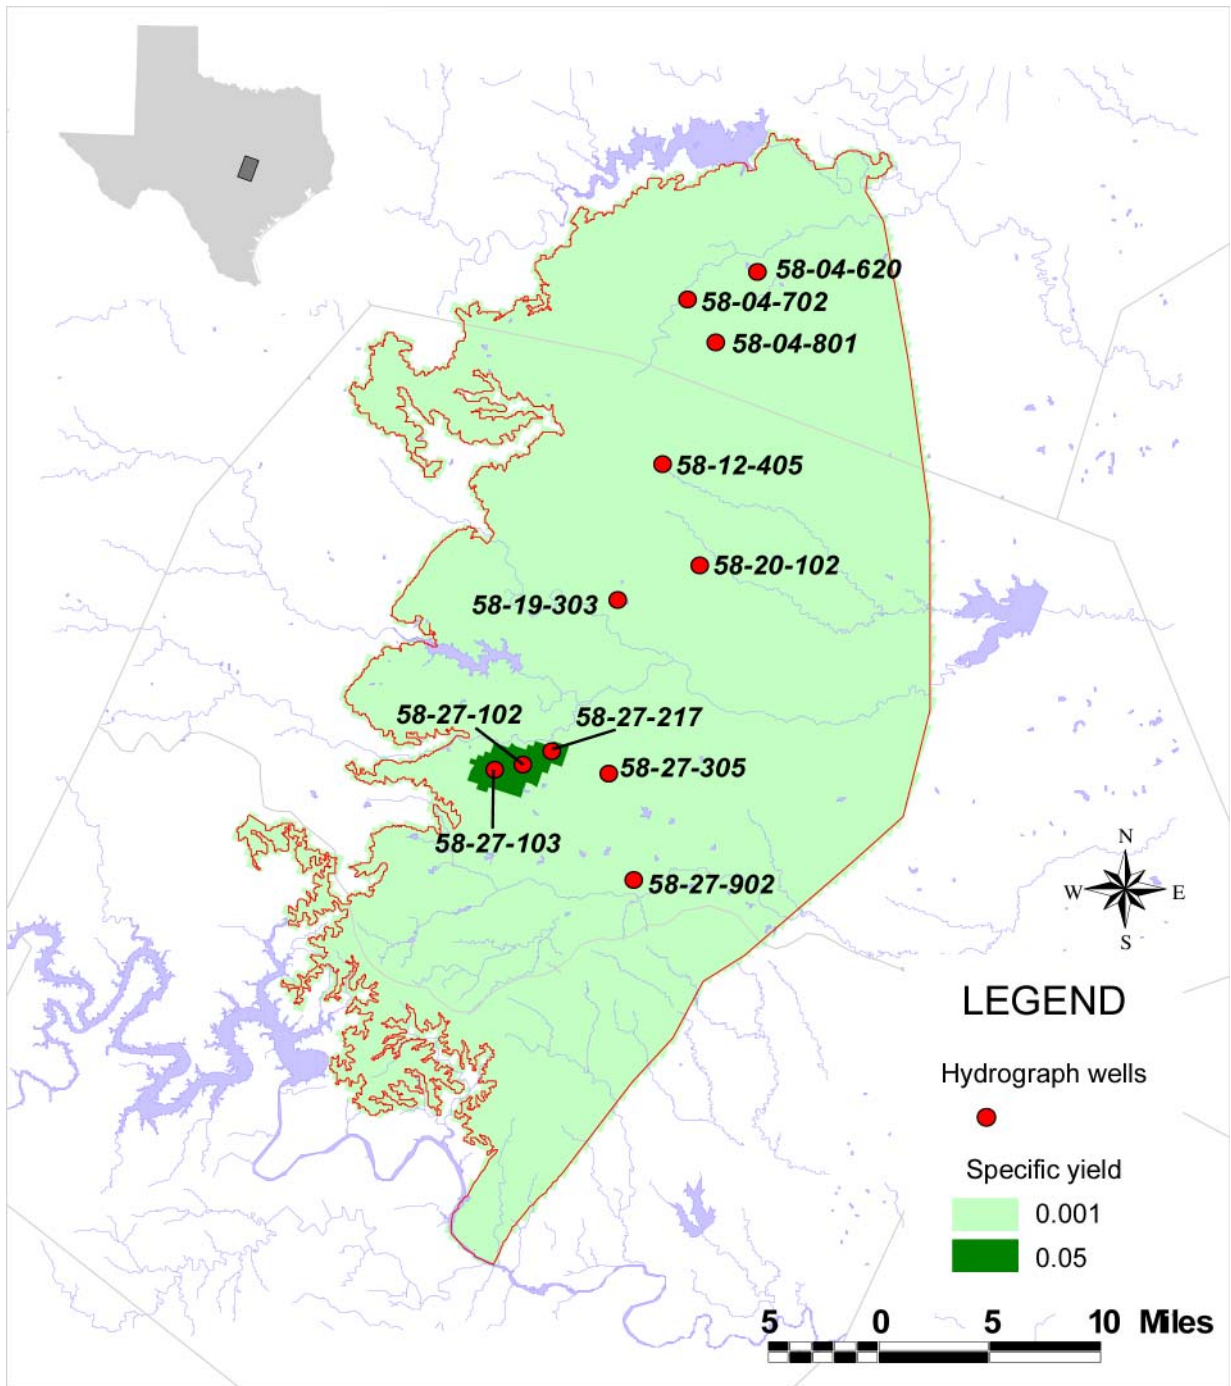 58-04-620
58-04-702
58-04-801
58-12-405
58-20-102
58-19-303
58-27-102
58-27-217
58-27-305
58-27-103
58-27-902
N
W E
S
LEGEND
Hydrograph wells
Specific yield
0.001
0.05
5 0 5 10 Miles